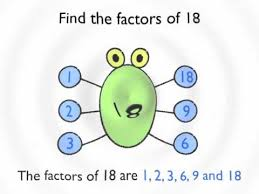 Find the factors of 18
1 18
2 18 9
3 6
The factors of 18 are 1, 2, 3, 6, 9 and 18